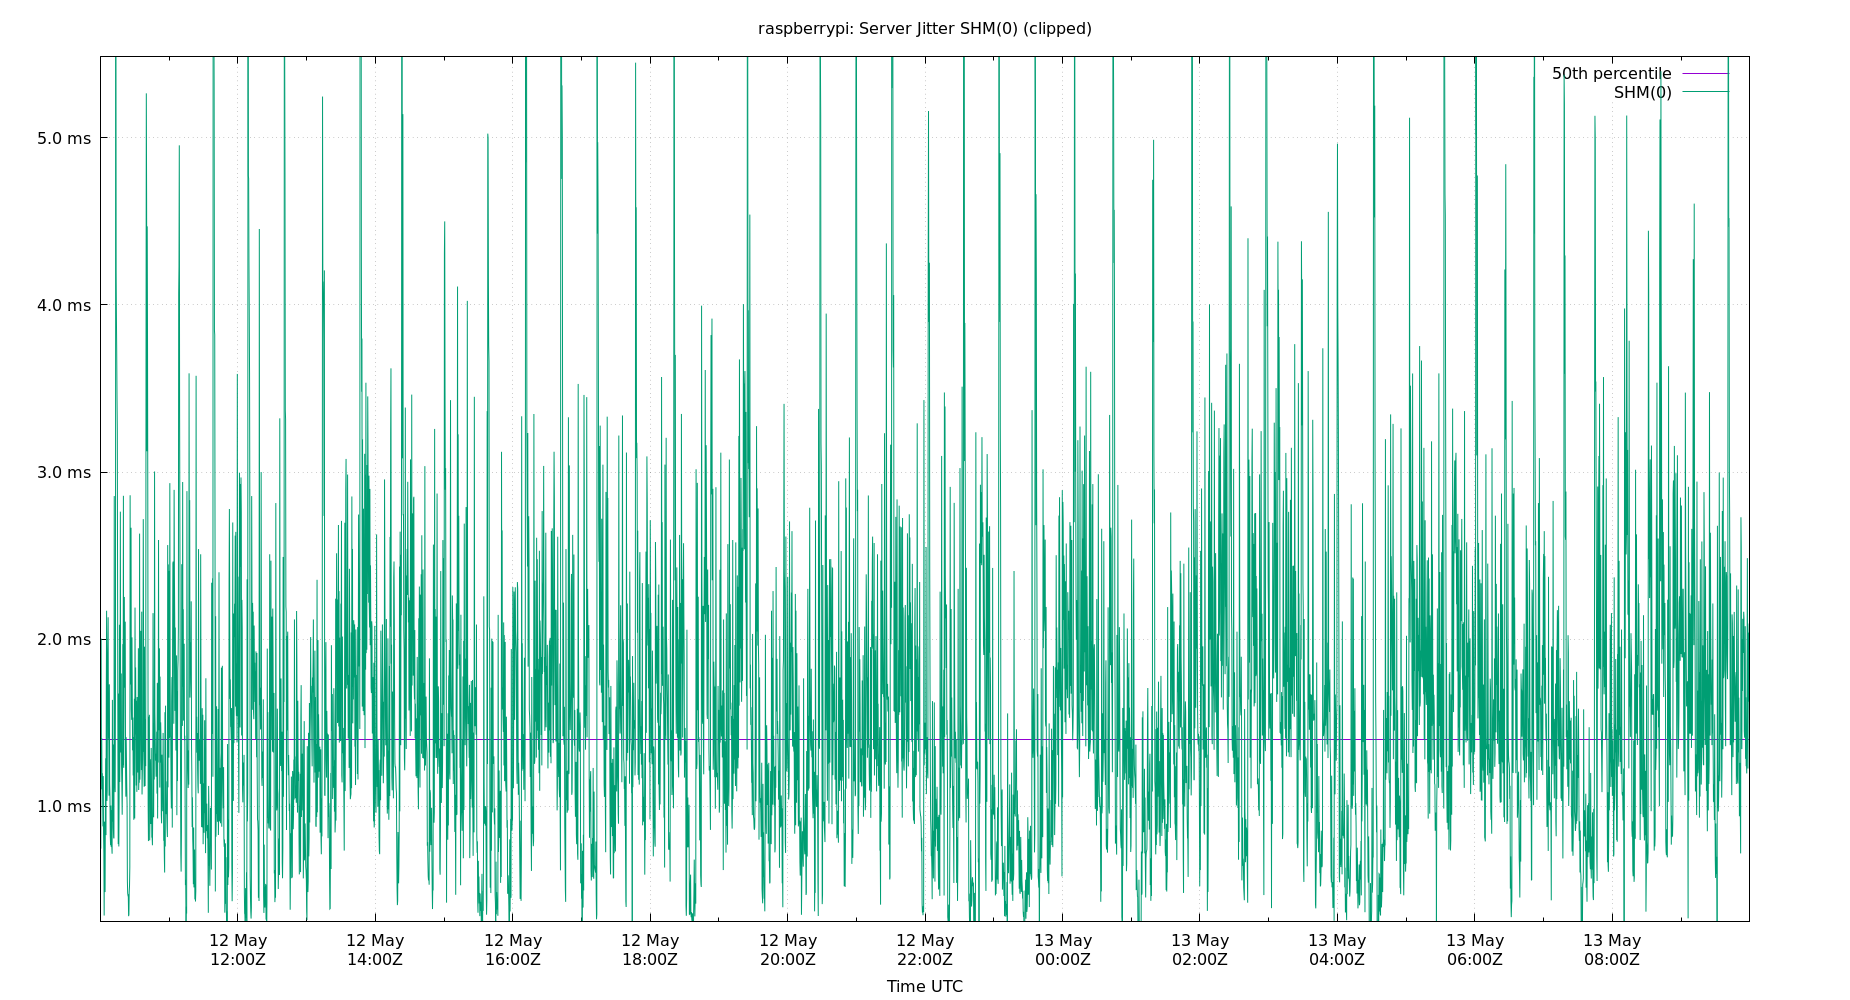 raspberrypi: Server Jitter SHM(0) (clipped)
50th percentile
SHM(0)
5.0 ms
4.0 ms
3.0 ms
2.0 ms
1.0 ms
12 May 12 May 12 May 12 May 12 May 12 May 13 May 13 May 13 May 13 May 13 May
12:00Z 14:00Z 16:00Z 18:00Z 20:00Z 22:00Z 00:00Z 02:00Z 04:00Z 06:00Z 08:00Z
Time UTC